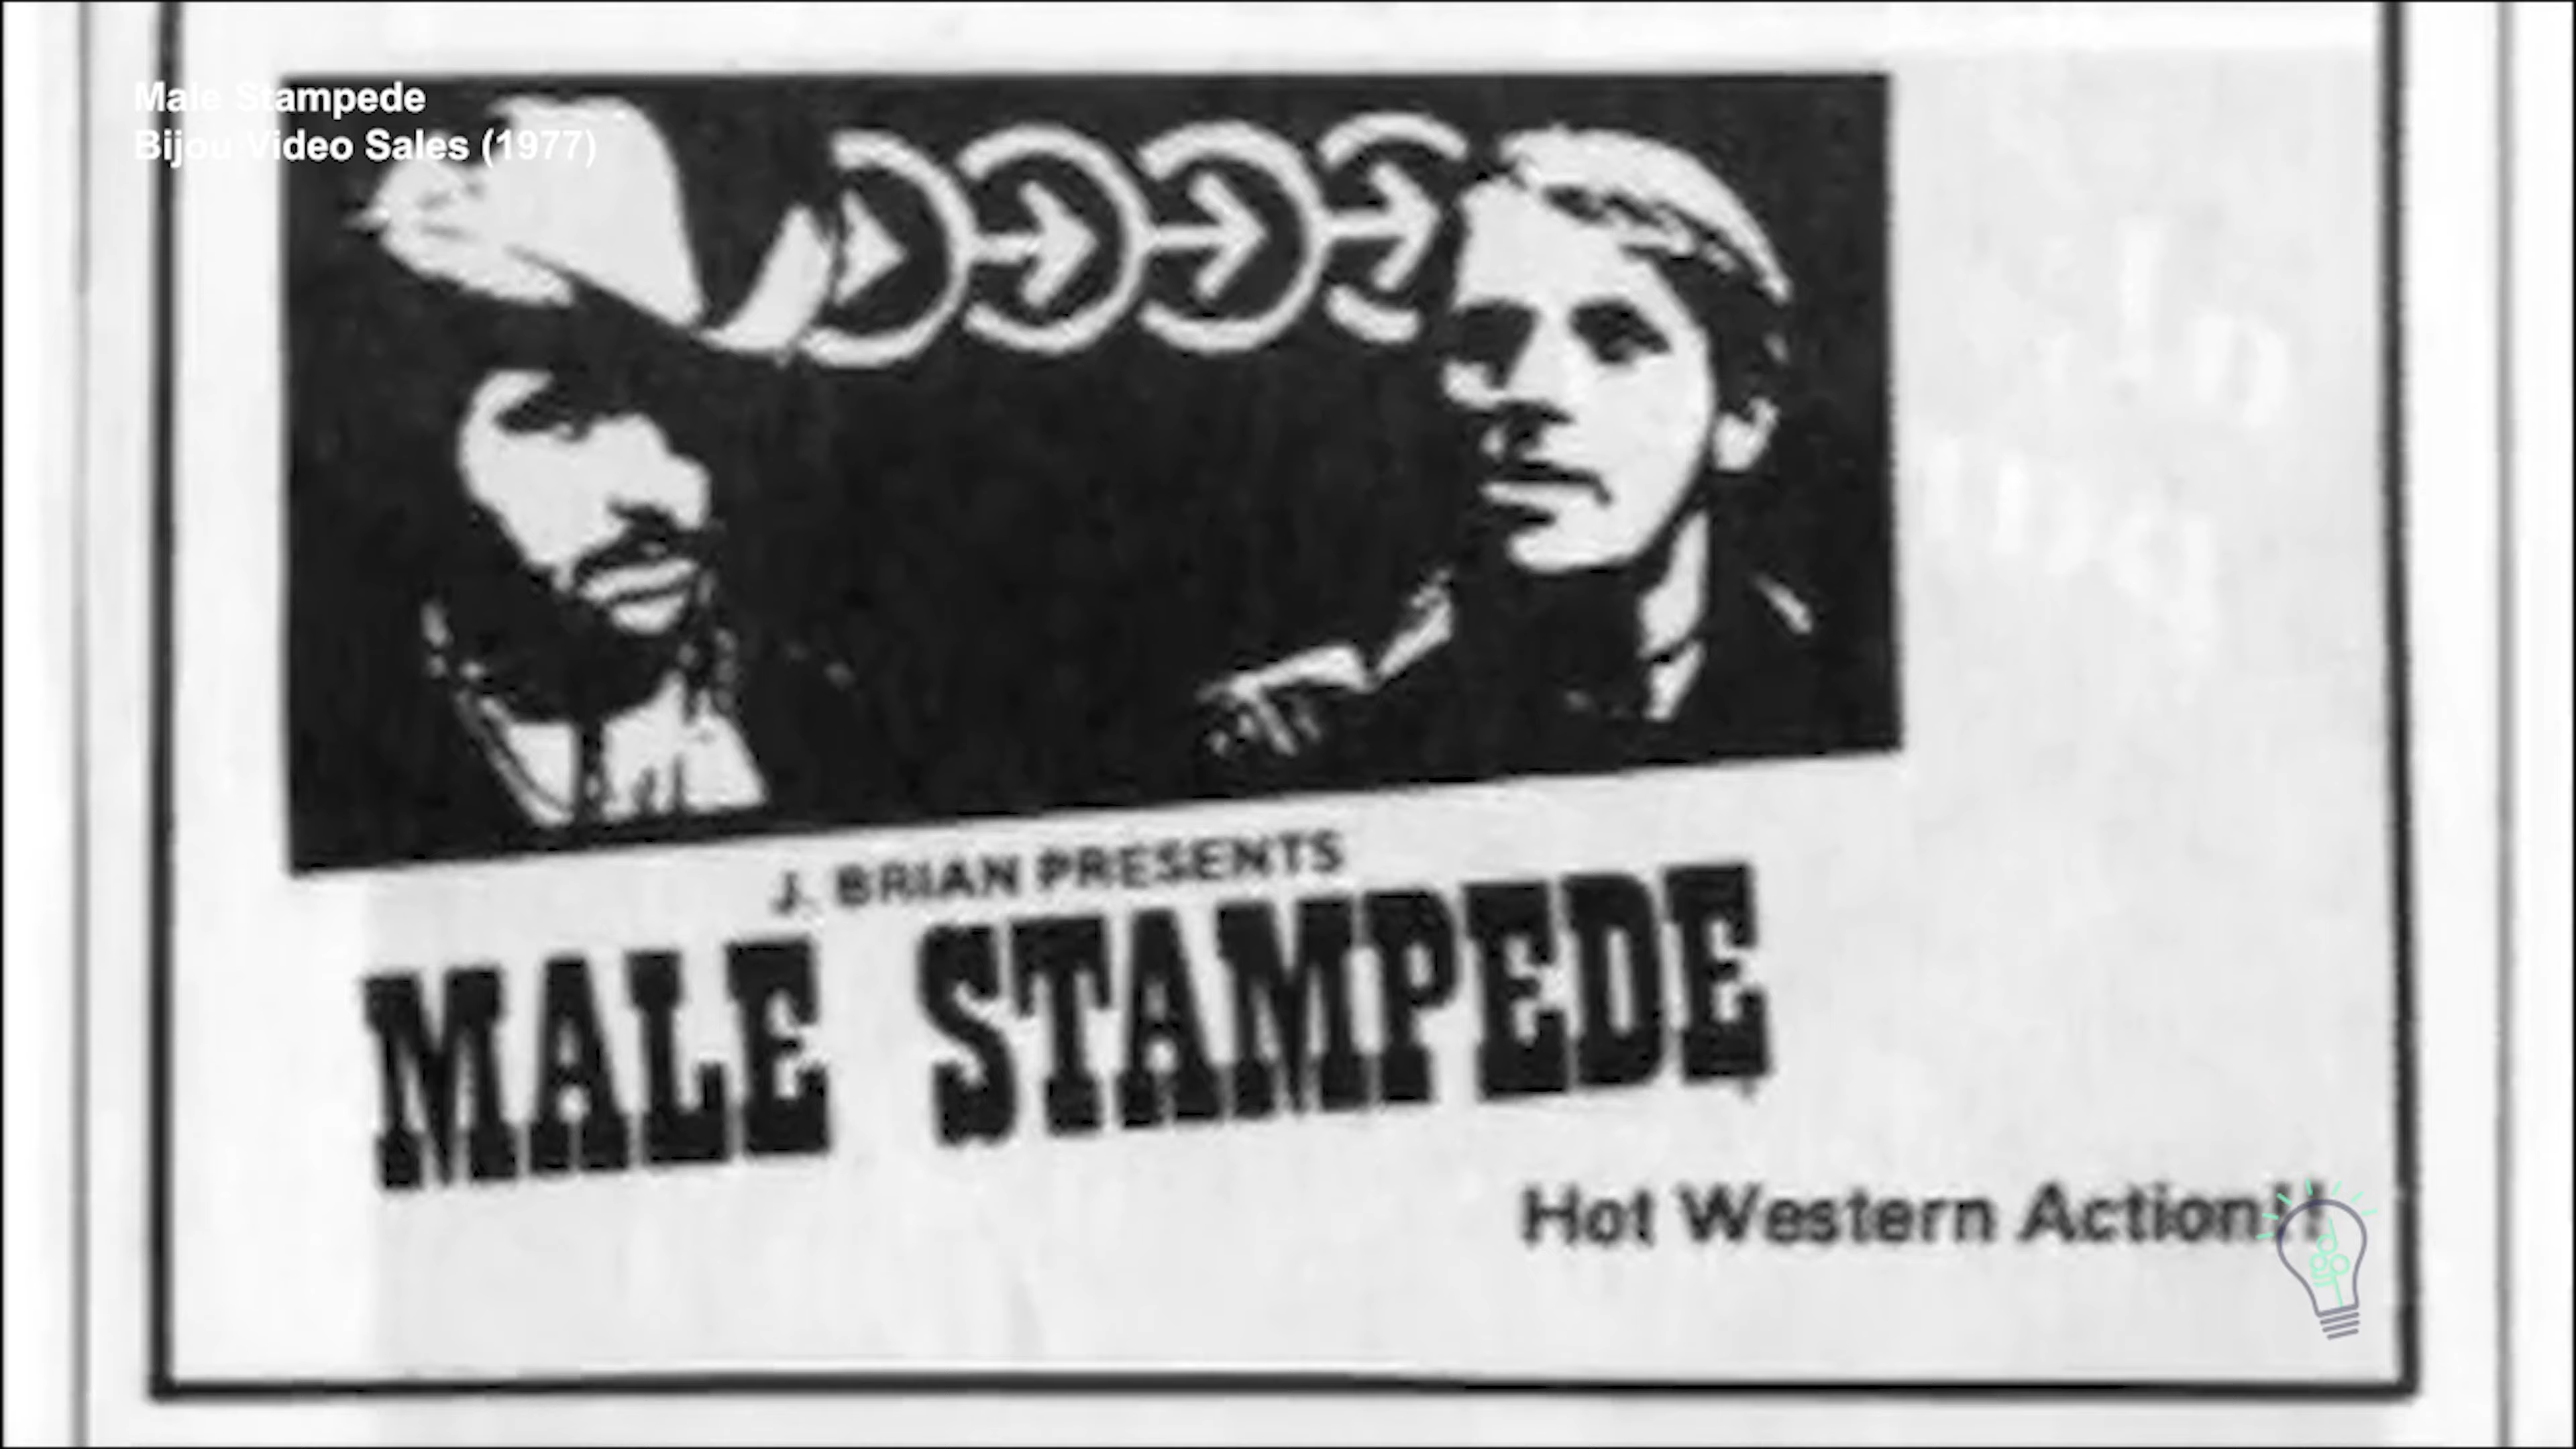 Male Stampede
Bijou Video Sales (1977)
J. BRIAN PRESENTS
MALE STAMPEDE
Hot Western Action!!